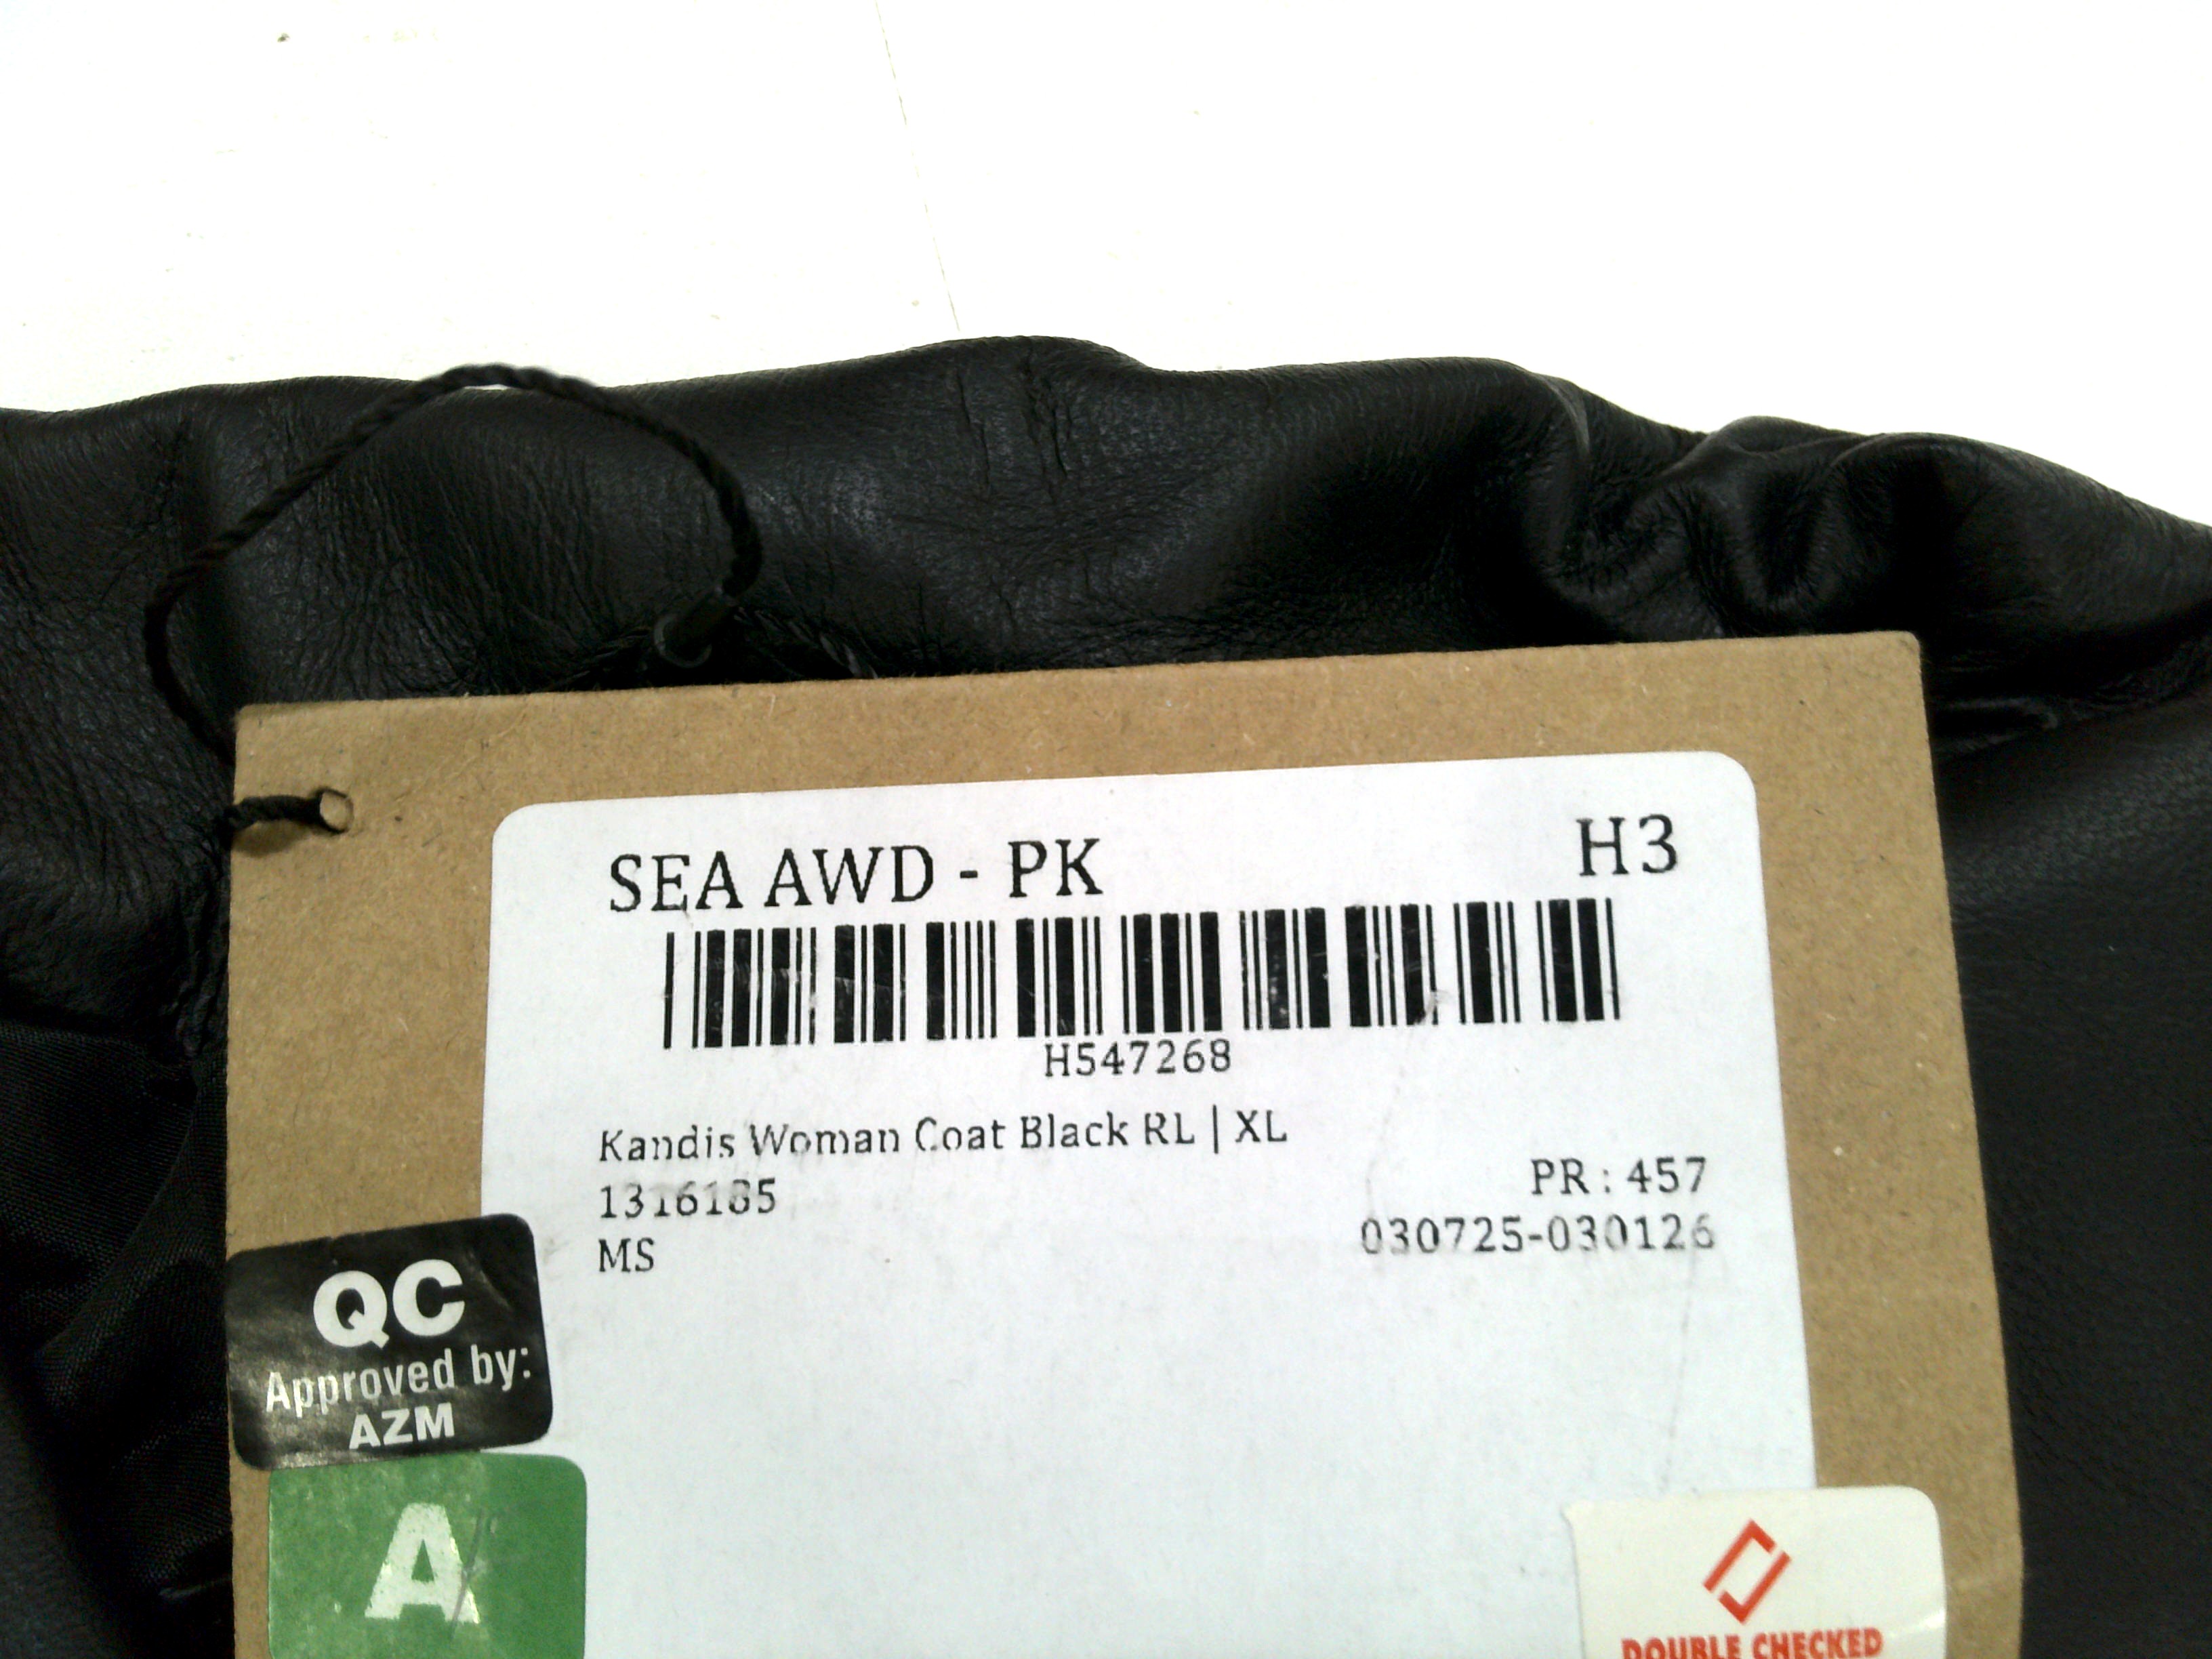 SEA AWD - PK
H3
H547268
Kandis Woman Coat Black RL | XL
1316185
PR : 457
030725-030126
MS
QC
Approved by:
AZM
A
DOUBLE CHECKED